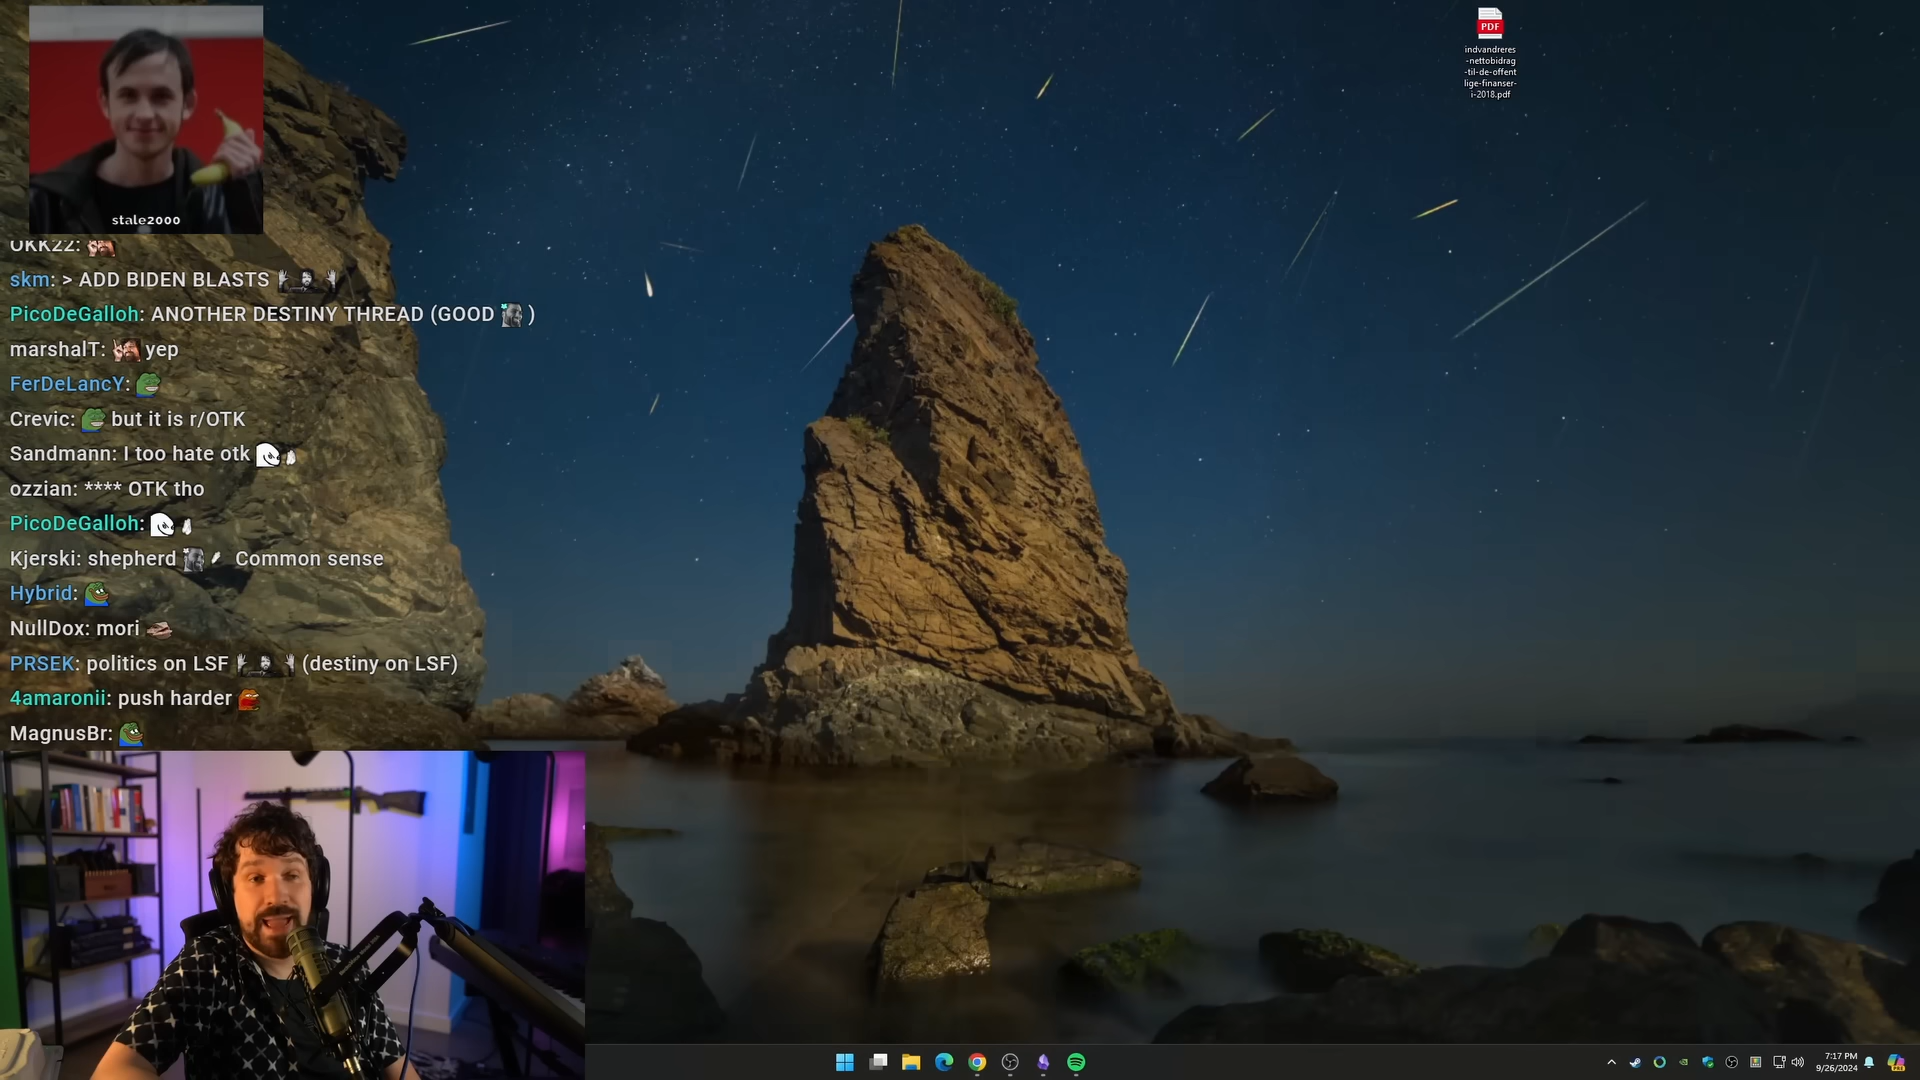 PDF
indvandreres
-nettobidrag
-til-de-offent
lige-finanser-
i-2018.pdf
stale2000
OKK22:
skm: > ADD BIDEN BLASTS
PicoDeGalloh: ANOTHER DESTINY THREAD (GOOD )
marshalT: yep
FerDeLancY:
Crevic: but it is r/OTK
Sandmann: I too hate otk
ozzian: **** OTK tho
PicoDeGalloh:
Kjerski: shepherd Common sense
Hybrid:
NullDox: mori
PRSEK: politics on LSF (destiny on LSF)
4amaronii: push harder
MagnusBr:
7:17 PM
9/26/2024